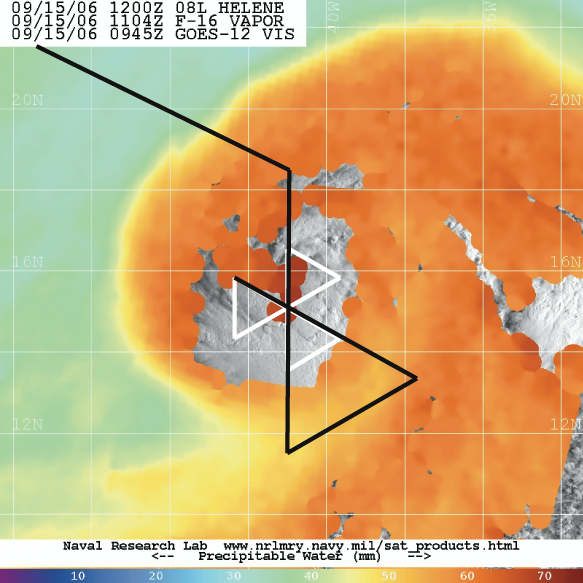 09/15/06 1200Z 08L HELENE
09/15/06 1104Z F-16 VAPOR
09/15/06 0945Z GOES-12 VIS
20N
20N
16N
16N
12N
12N
Naval Research Lab www.nrlmry.navy.mil/sat_products.html
<-- Precipitable Water (mm) -->
10 20 30 40 50 60 70